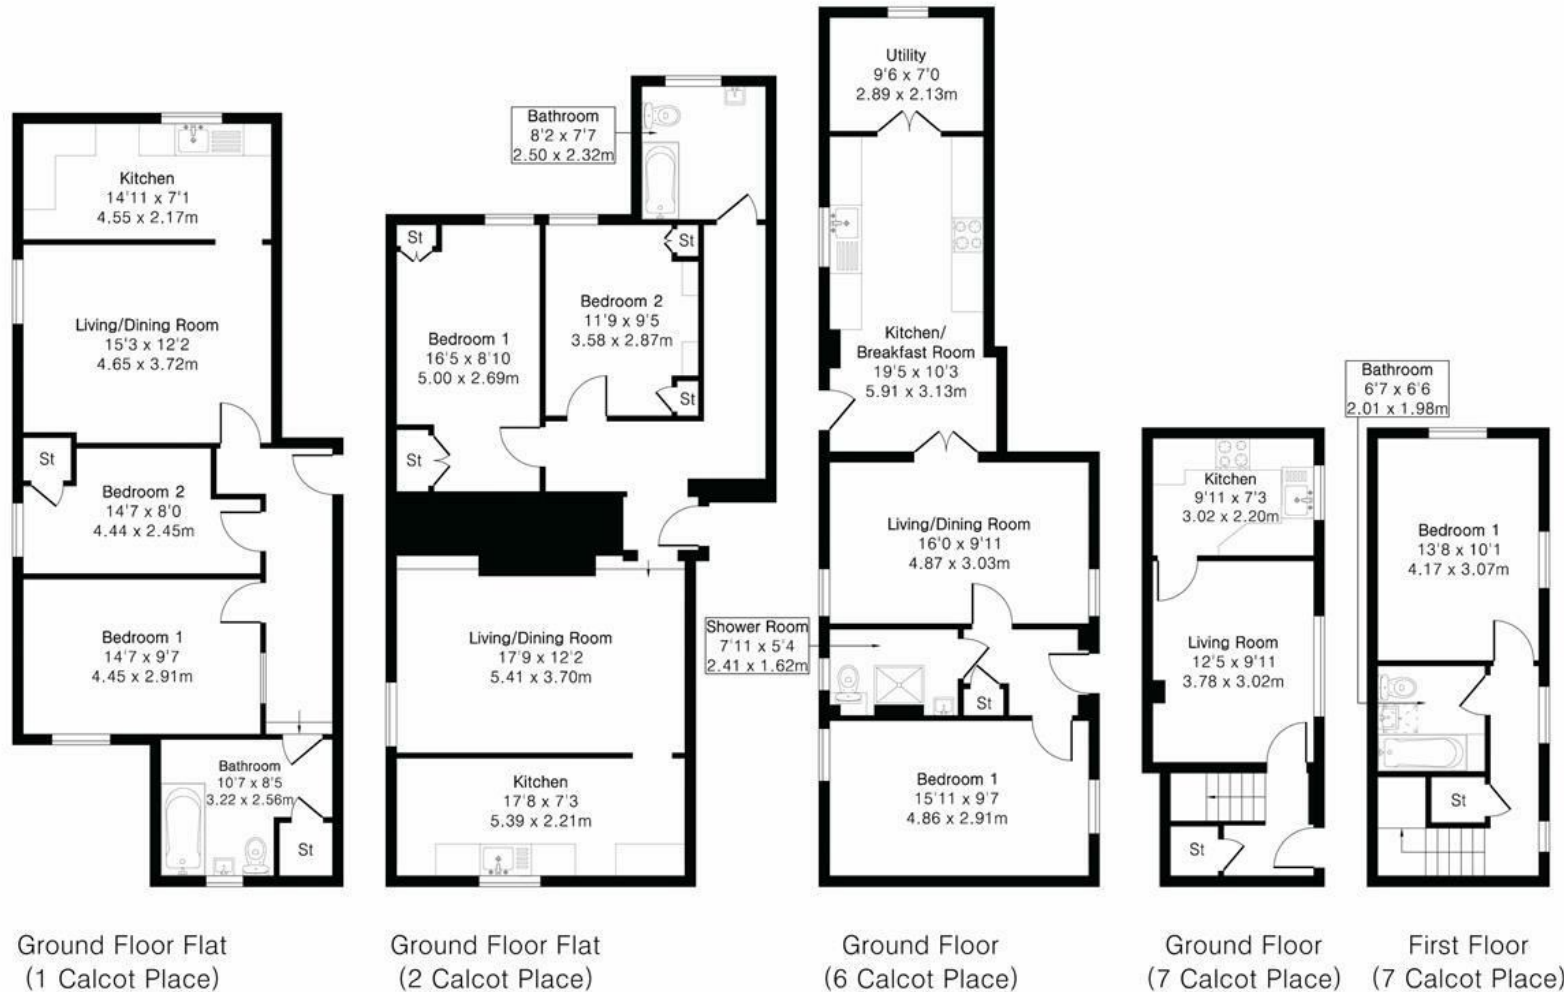 Kitchen
14'11 x 7'1
4.55 x 2.17m
Living/Dining Room
15'3 x 12'2
4.65 x 3.72m
St
Bedroom 2
14'7 x 8'0
4.44 x 2.45m
Bedroom 1
14'7 x 9'7
4.45 x 2.91m
Bathroom
10'7 x 8'5
3.22 x 2.56m
St
Ground Floor Flat
(1 Calcot Place)
Bathroom
8'2 x 7'7
2.50 x 2.32m
St
St
Bedroom 2
11'9 x 9'5
3.58 x 2.87m
Bedroom 1
16'5 x 8'10
5.00 x 2.69m
St
St
Living/Dining Room
17'9 x 12'2
5.41 x 3.70m
Kitchen
17'8 x 7'3
5.39 x 2.21m
Ground Floor Flat
(2 Calcot Place)
Utility
9'6 x 7'0
2.89 x 2.13m
Kitchen/
Breakfast Room
19'5 x 10'3
5.91 x 3.13m
Living/Dining Room
16'0 x 9'11
4.87 x 3.03m
Shower Room
7'11 x 5'4
2.41 x 1.62m
St
Bedroom 1
15'11 x 9'7
4.86 x 2.91m
Ground Floor
(6 Calcot Place)
Kitchen
9'11 x 7'3
3.02 x 2.20m
Living Room
12'5 x 9'11
3.78 x 3.02m
St
Ground Floor
(7 Calcot Place)
Bathroom
6'7 x 6'6
2.01 x 1.98m
Bedroom 1
13'8 x 10'1
4.17 x 3.07m
St
First Floor
(7 Calcot Place)